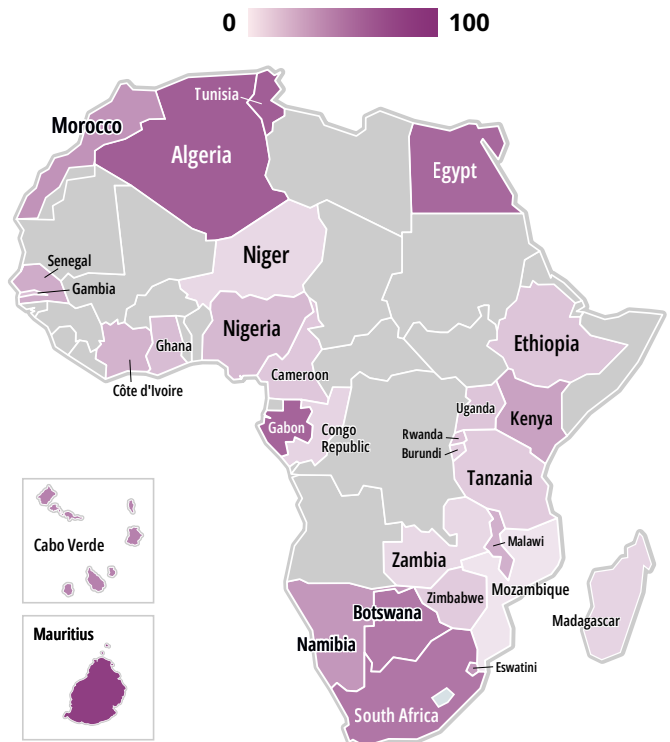 0 100
Tunisia
Morocco
Algeria
Egypt
Niger
Senegal
Gambia
Nigeria
Ghana
Ethiopia
Cameroon
Côte d'Ivoire
Uganda
Kenya
Gabon
Congo
Republic
Rwanda
Burundi
Tanzania
Cabo Verde
Malawi
Zambia
Mozambique
Zimbabwe
Botswana
Madagascar
Mauritius
Namibia
Eswatini
South Africa